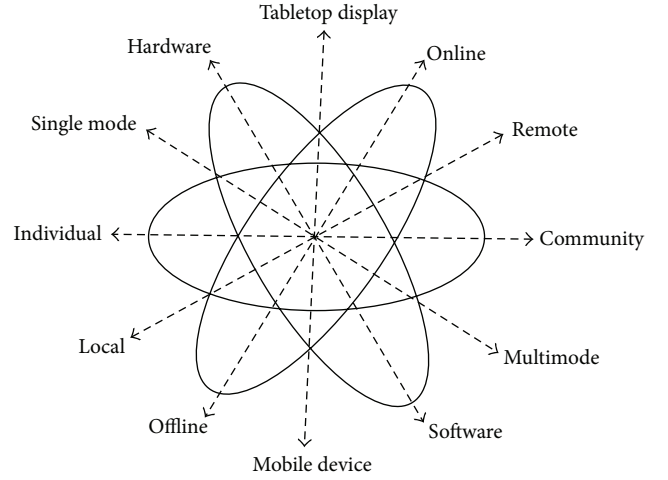 Tabletop display
Hardware
Online
Single mode
Remote
Individual
Community
Local
Multimode
Offline
Software
Mobile device